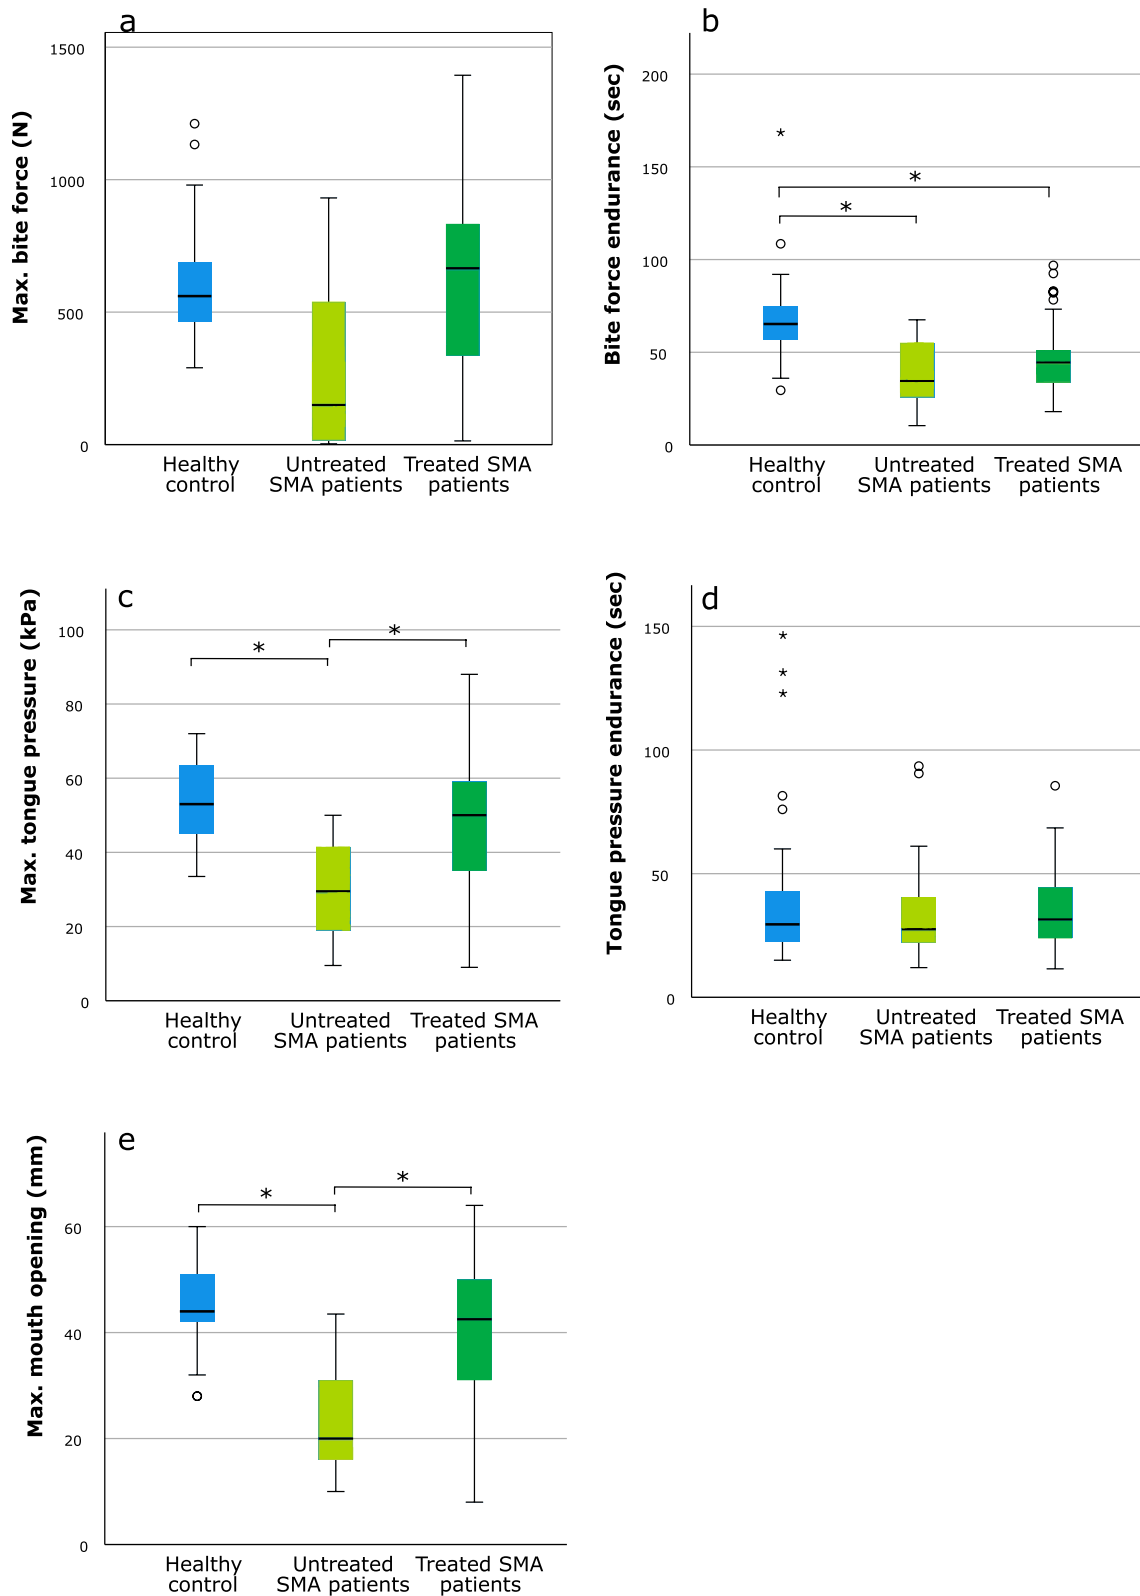 a
Max. bite force (N)
1500
1000
500
0
Healthy
control
Untreated
SMA patients
Treated SMA
patients
b
Bite force endurance (sec)
200
150
100
50
0
*
*
*
Healthy
control
Untreated
SMA patients
Treated SMA
patients
c
Max. tongue pressure (kPa)
100
80
60
40
20
0
*
*
Healthy
control
Untreated
SMA patients
Treated SMA
patients
d
Tongue pressure endurance (sec)
150
100
50
0
*
*
*
Healthy
control
Untreated
SMA patients
Treated SMA
patients
e
Max. mouth opening (mm)
60
40
20
0
*
*
Healthy
control
Untreated
SMA patients
Treated SMA
patients